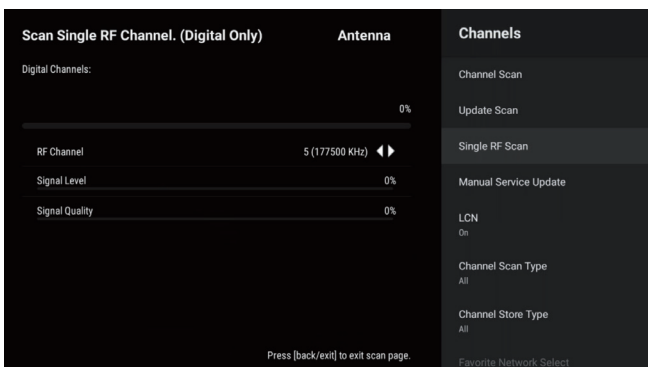 Scan Single RF Channel. (Digital Only)
Antenna
Digital Channels:
0%
RF Channel
5 (177500 KHz)
Signal Level
0%
Signal Quality
0%
Press [back/exit] to exit scan page.
Channels
Channel Scan
Update Scan
Single RF Scan
Manual Service Update
LCN
On
Channel Scan Type
All
Channel Store Type
All
Favorite Network Select